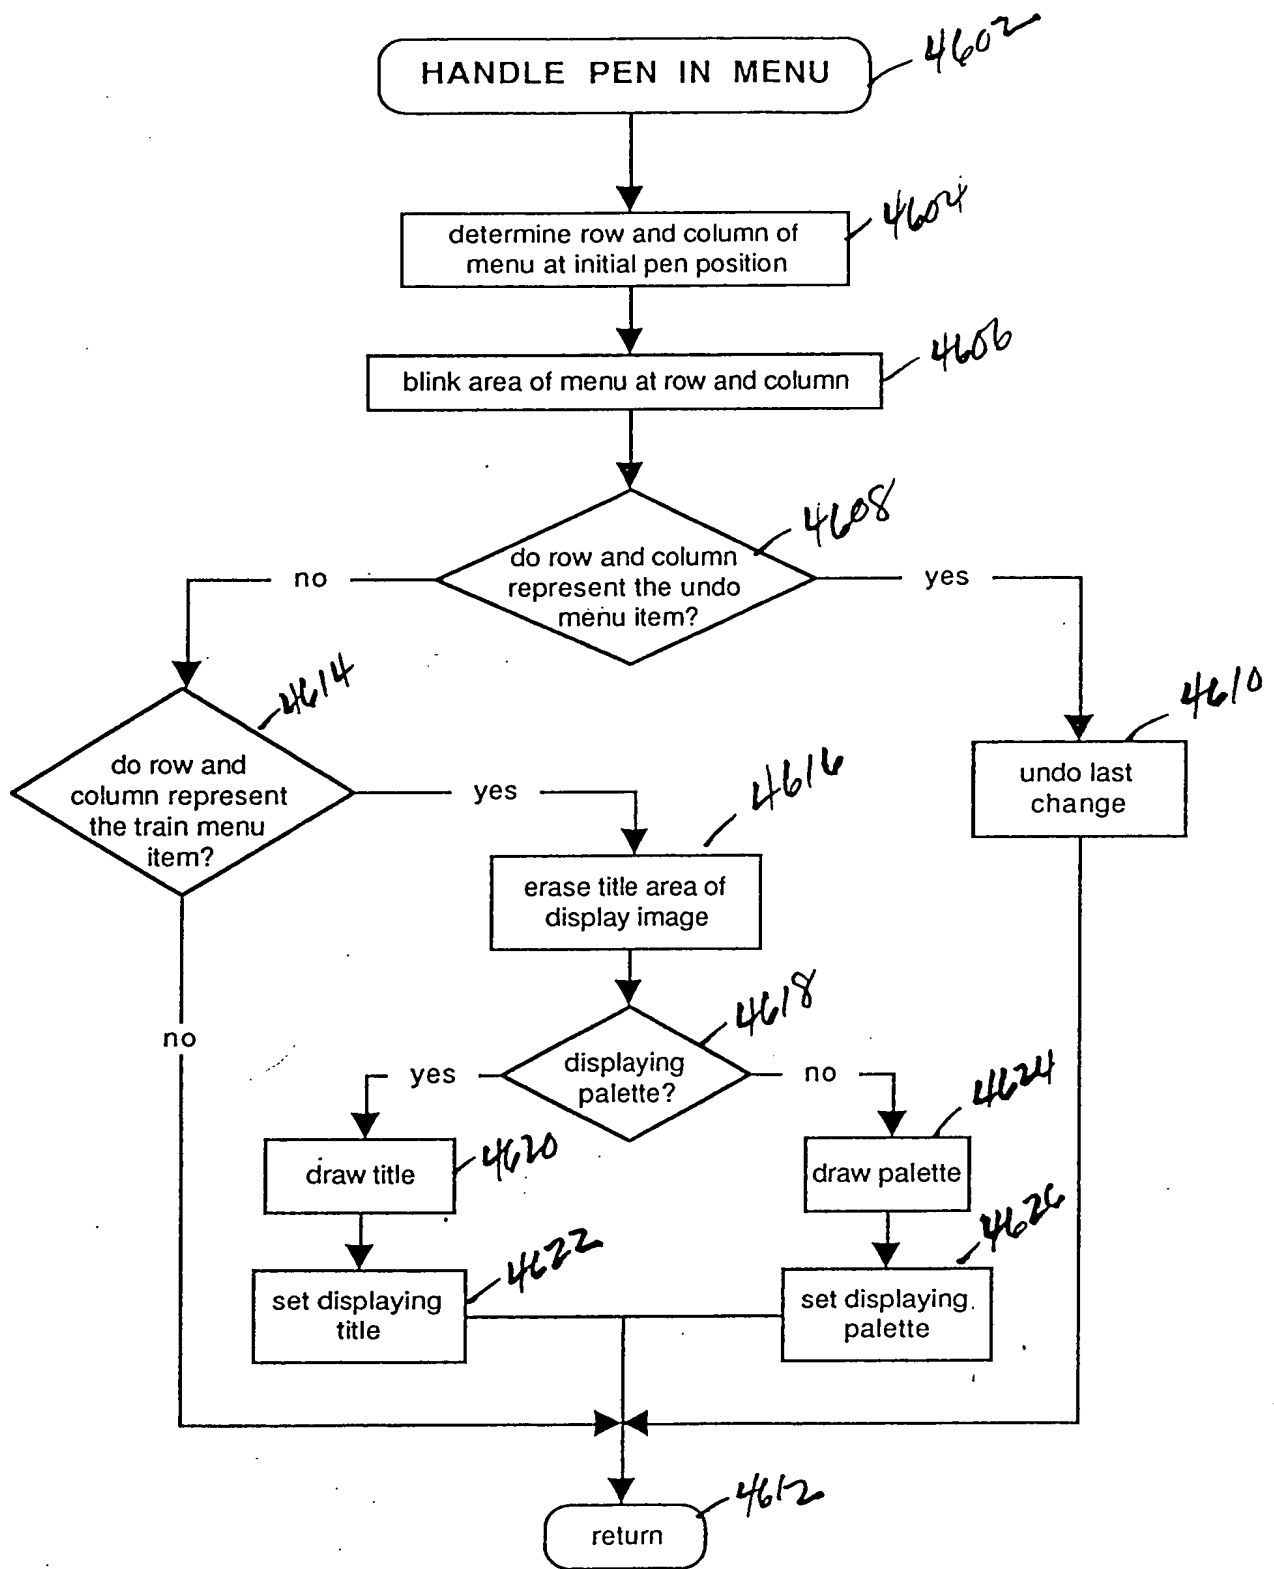 HANDLE PEN IN MENU
4602
determine row and column of
menu at initial pen position
4604
blink area of menu at row and column
4606
do row and column
represent the undo
menu item?
4608
no
yes
4614
do row and
column represent
the train menu
item?
yes
no
4610
undo last
change
4616
erase title area of
display image
4618
displaying
palette?
yes
no
4620
draw title
4624
draw palette
4622
set displaying
title
4626
set displaying
palette
4612
return